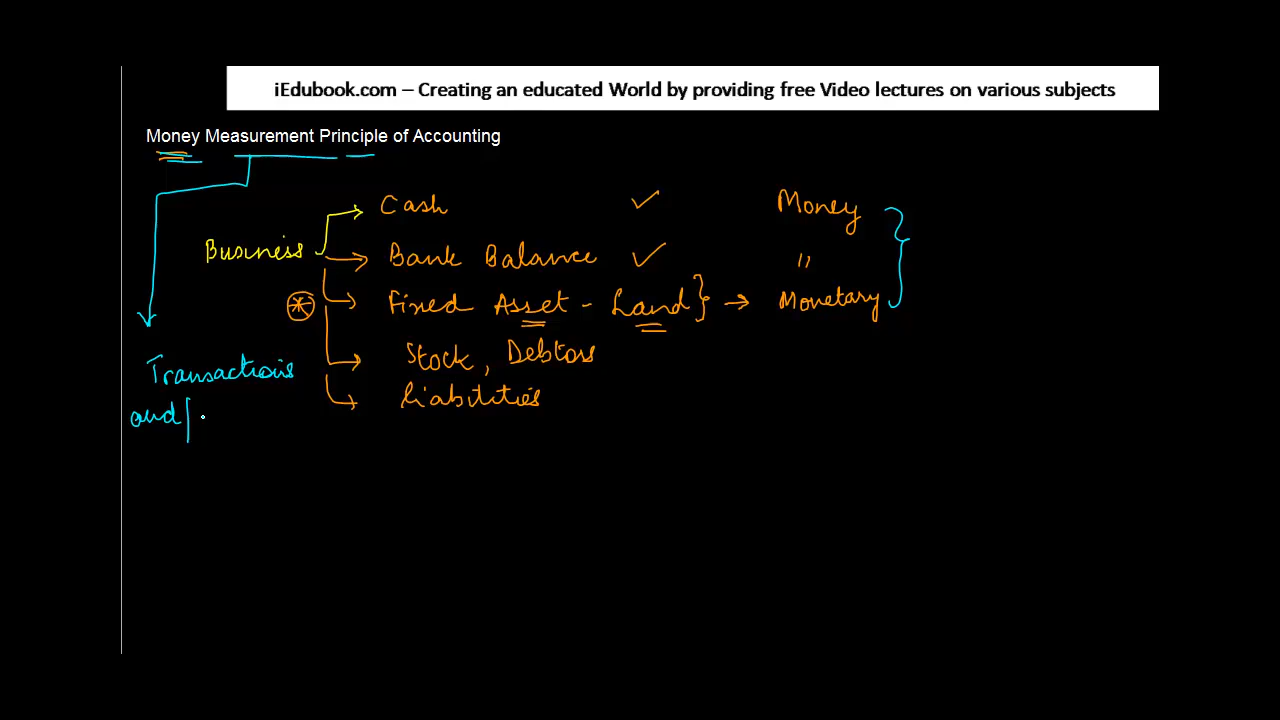 iEdubook.com – Creating an educated World by providing free Video lectures on various subjects
Money Measurement Principle of Accounting
Cash ✓ Money
Business → Bank Balance ✓ "
* Fixed Asset - Land } → Monetary
Stock, Debtors
Liabilities
Transactions
and |